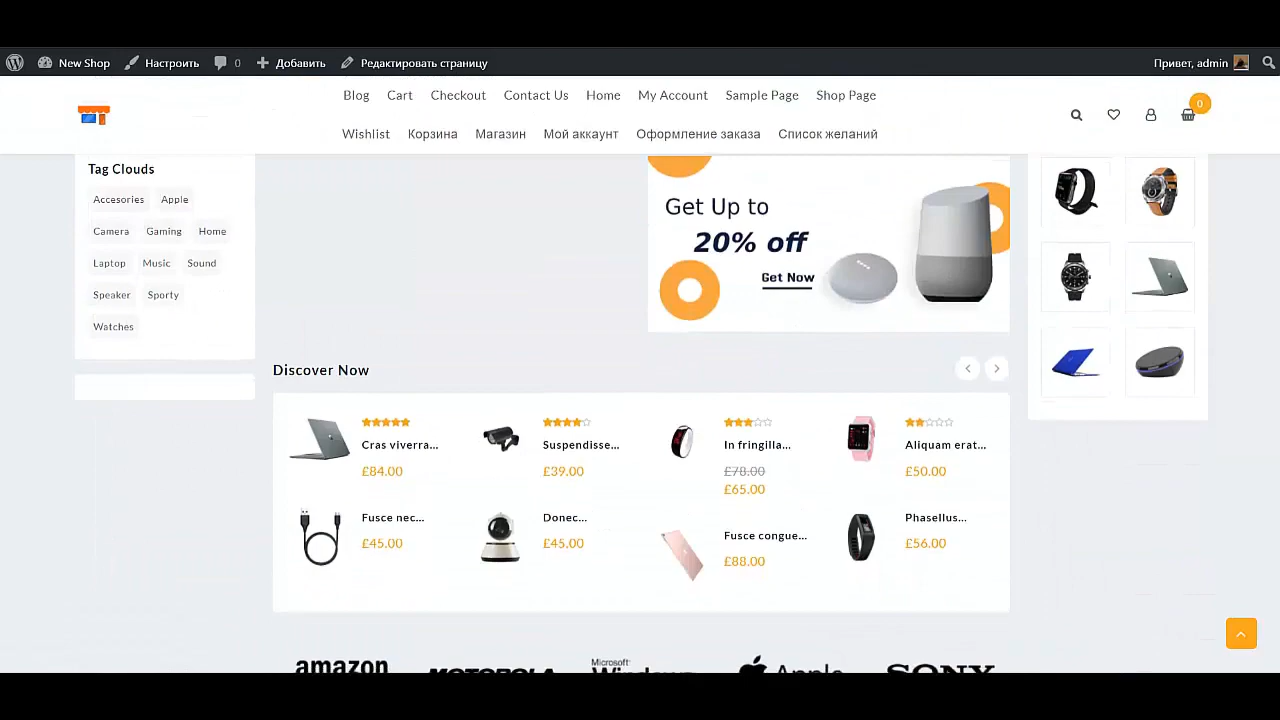 New Shop
Настроить
0
Добавить
Редактировать страницу
Привет, admin
Blog Cart Checkout Contact Us Home My Account Sample Page Shop Page
Wishlist Корзина Магазин Мой аккаунт Оформление заказа Список желаний
0
Tag Clouds
Accesories Apple
Camera Gaming Home
Laptop Music Sound
Speaker Sporty
Watches
Get Up to
20% off
Get Now
Discover Now
Cras viverra...
£84.00
Suspendisse...
£39.00
In fringilla...
£78.00
£65.00
Aliquam erat...
£50.00
Fusce nec...
£45.00
Donec...
£45.00
Fusce congue...
£88.00
Phasellus...
£56.00
amazon
MOTOROLA
Microsoft
Windows
Apple
SONY